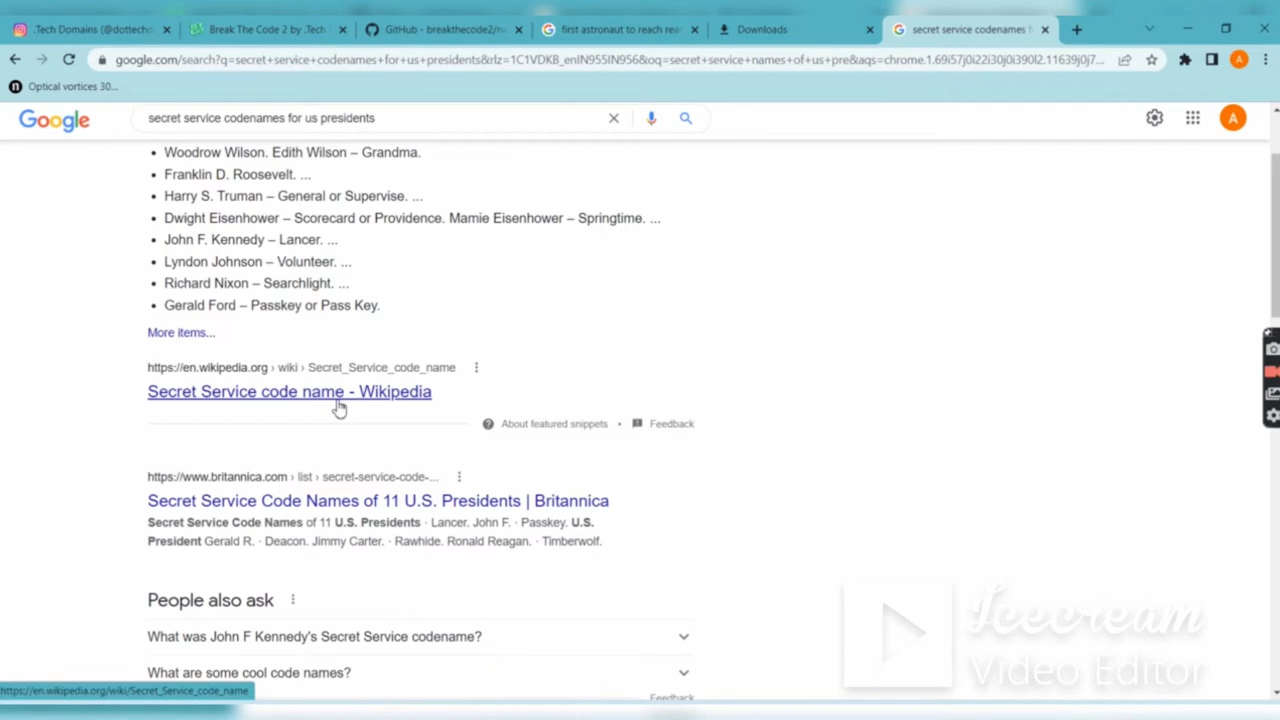 .Tech Domains (@dottechd
Break The Code 2 by .Tech
GitHub - breakthecode2/ne
first astronaut to reach rea
Downloads
secret service codenames f
google.com/search?q=secret+service+codenames+for+us+presidents&rlz=1C1VDKB_enIN955IN956&oq=secret+service+names+of+us+pre&aqs=chrome.1.69i57j0i22i30j0i390l2.11639j0j7...
A
n Optical vortices 30...
Google
secret service codenames for us presidents
A
• Woodrow Wilson. Edith Wilson – Grandma.
• Franklin D. Roosevelt. ...
• Harry S. Truman – General or Supervise. ...
• Dwight Eisenhower – Scorecard or Providence. Mamie Eisenhower – Springtime. ...
• John F. Kennedy – Lancer. ...
• Lyndon Johnson – Volunteer. ...
• Richard Nixon – Searchlight. ...
• Gerald Ford – Passkey or Pass Key.
More items...
https://en.wikipedia.org › wiki › Secret_Service_code_name
Secret Service code name - Wikipedia
About featured snippets • Feedback
https://www.britannica.com › list › secret-service-code-...
Secret Service Code Names of 11 U.S. Presidents | Britannica
Secret Service Code Names of 11 U.S. Presidents · Lancer. John F. · Passkey. U.S.
President Gerald R. · Deacon. Jimmy Carter. · Rawhide. Ronald Reagan. · Timberwolf.
People also ask
What was John F Kennedy's Secret Service codename?
What are some cool code names?
Feedback
https://en.wikipedia.org/wiki/Secret_Service_code_name
Icecream
Video Editor